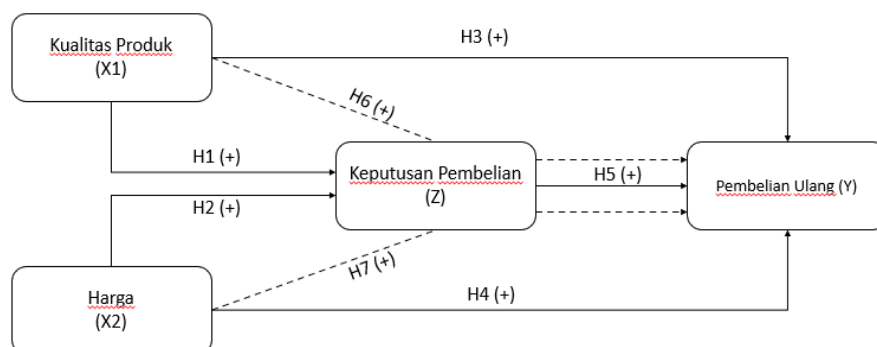 Kualitas Produk
(X1)
H3 (+)
H6 (+)
H1 (+)
Keputusan Pembelian
(Z)
H5 (+)
Pembelian Ulang (Y)
H2 (+)
H7 (+)
Harga
(X2)
H4 (+)